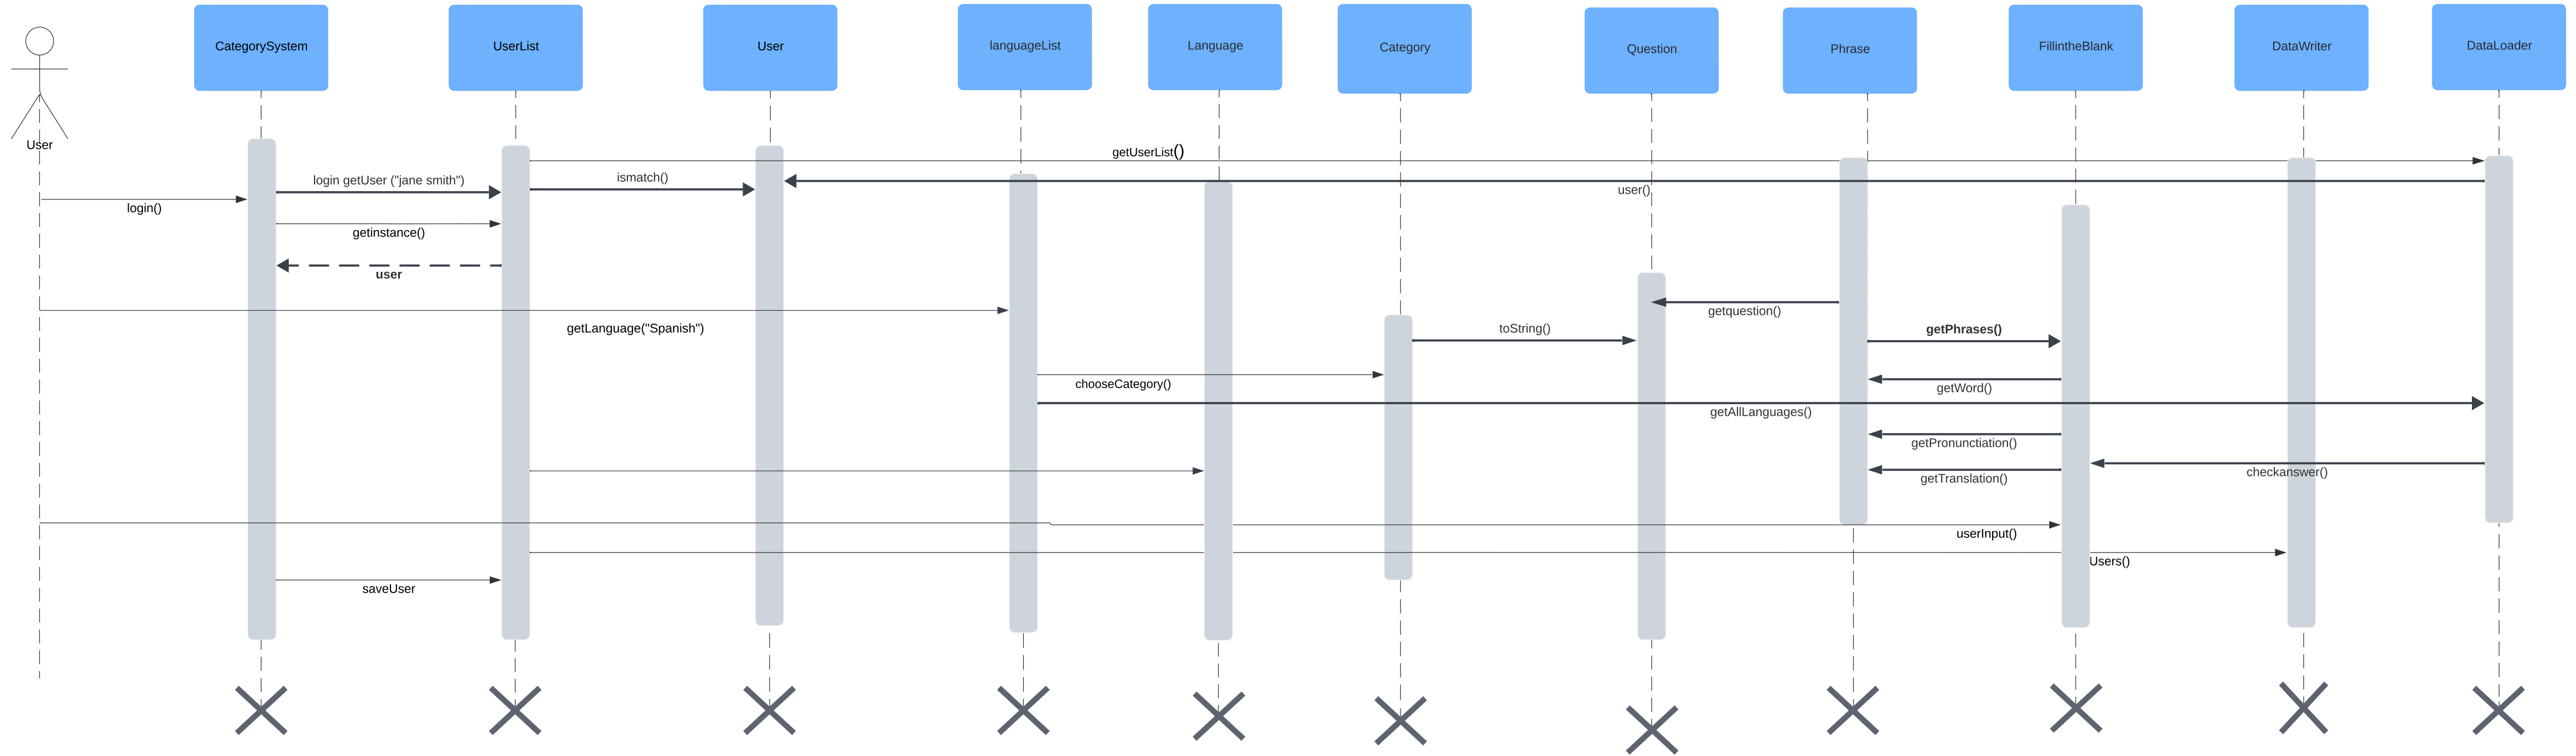 CategorySystem
UserList
User
languageList
Language
Category
Question
Phrase
FillintheBlank
DataWriter
DataLoader
User
getUserList()
login getUser ("jane smith")
ismatch()
user()
login()
getinstance()
user
getquestion()
getLanguage("Spanish")
toString()
getPhrases()
chooseCategory()
getWord()
getAllLanguages()
getPronunctiation()
checkanswer()
getTranslation()
userInput()
Users()
saveUser